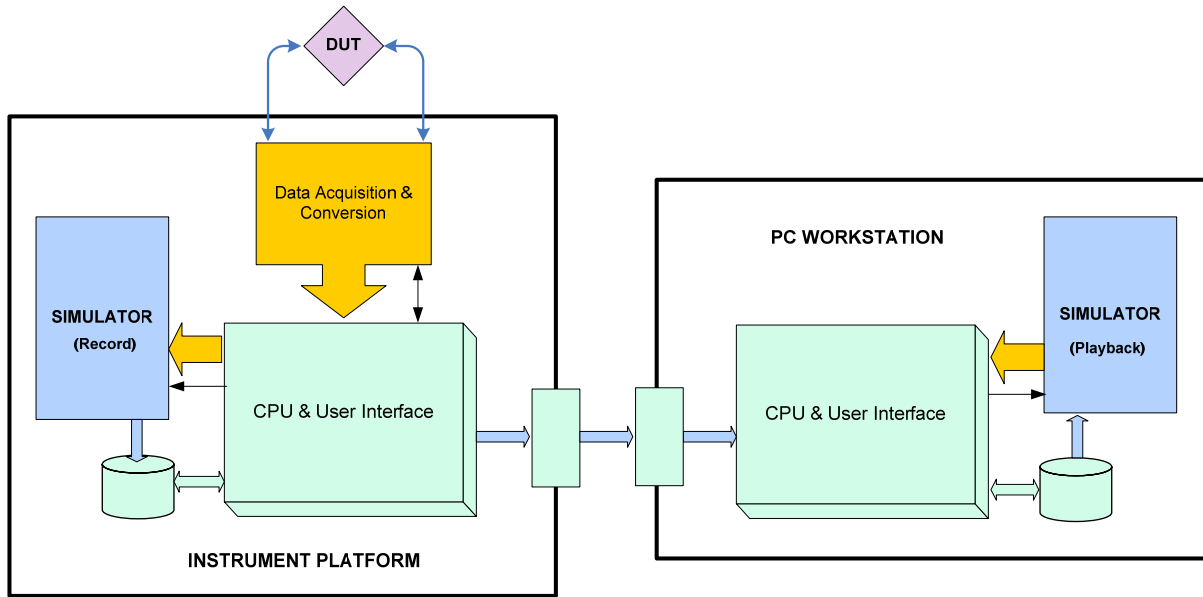 DUT
Data Acquisition &
Conversion
SIMULATOR
(Record)
CPU & User Interface
INSTRUMENT PLATFORM
PC WORKSTATION
SIMULATOR
(Playback)
CPU & User Interface